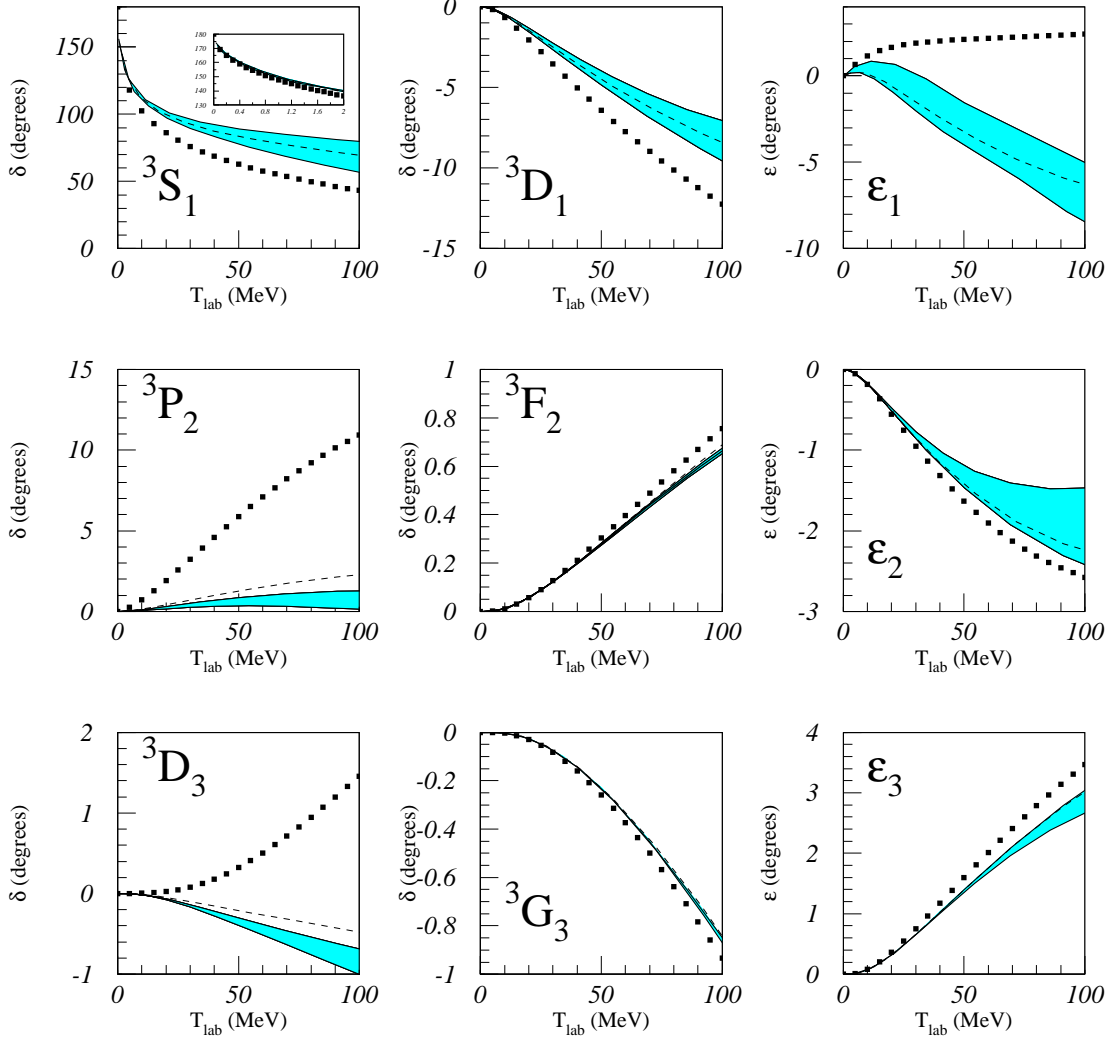 δ (degrees)
150
100
50
0
180
170
160
150
140
130
0 0.4 0.8 1.2 1.6 2
³S₁
0 50 100
T_lab (MeV)
δ (degrees)
0
-5
-10
-15
³D₁
0 50 100
T_lab (MeV)
ε (degrees)
0
-5
-10
ε₁
0 50 100
T_lab (MeV)
δ (degrees)
15
10
5
0
³P₂
0 50 100
T_lab (MeV)
δ (degrees)
1
0.8
0.6
0.4
0.2
0
³F₂
0 50 100
T_lab (MeV)
ε (degrees)
0
-1
-2
-3
ε₂
0 50 100
T_lab (MeV)
δ (degrees)
2
1
0
-1
³D₃
0 50 100
T_lab (MeV)
δ (degrees)
0
-0.2
-0.4
-0.6
-0.8
-1
³G₃
0 50 100
T_lab (MeV)
ε (degrees)
4
3
2
1
0
ε₃
0 50 100
T_lab (MeV)